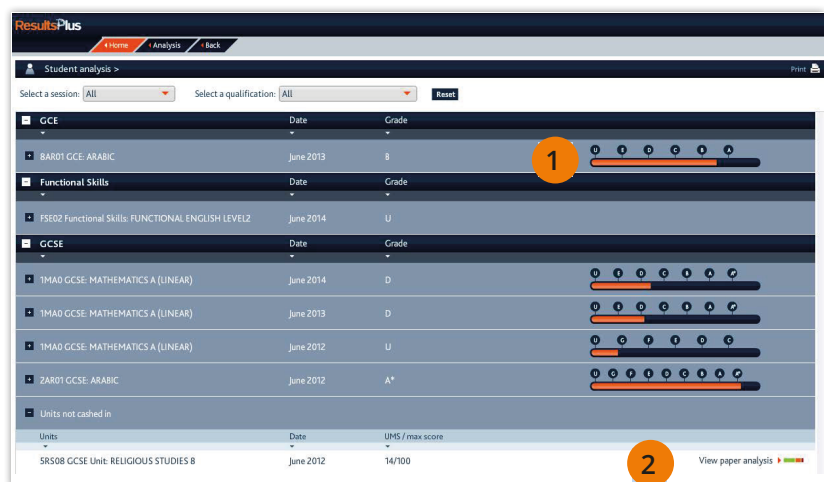 ResultsPlus
Home Analysis Back
Student analysis > Print
Select a session: All Select a qualification: All Reset
GCE Date Grade
8AR01 GCE: ARABIC June 2013 B 1 U E D C B A
Functional Skills Date Grade
FSE02 Functional Skills: FUNCTIONAL ENGLISH LEVEL2 June 2014 U
GCSE Date Grade
1MA0 GCSE: MATHEMATICS A (LINEAR) June 2014 D U E D C B A A*
1MA0 GCSE: MATHEMATICS A (LINEAR) June 2013 D U E D C B A A*
1MA0 GCSE: MATHEMATICS A (LINEAR) June 2012 U U G F E D C
2AR01 GCSE: ARABIC June 2012 A* U G F E D C B A A*
Units not cashed in
Units Date UMS / max score
5RS08 GCSE Unit: RELIGIOUS STUDIES B June 2012 14/100 2 View paper analysis